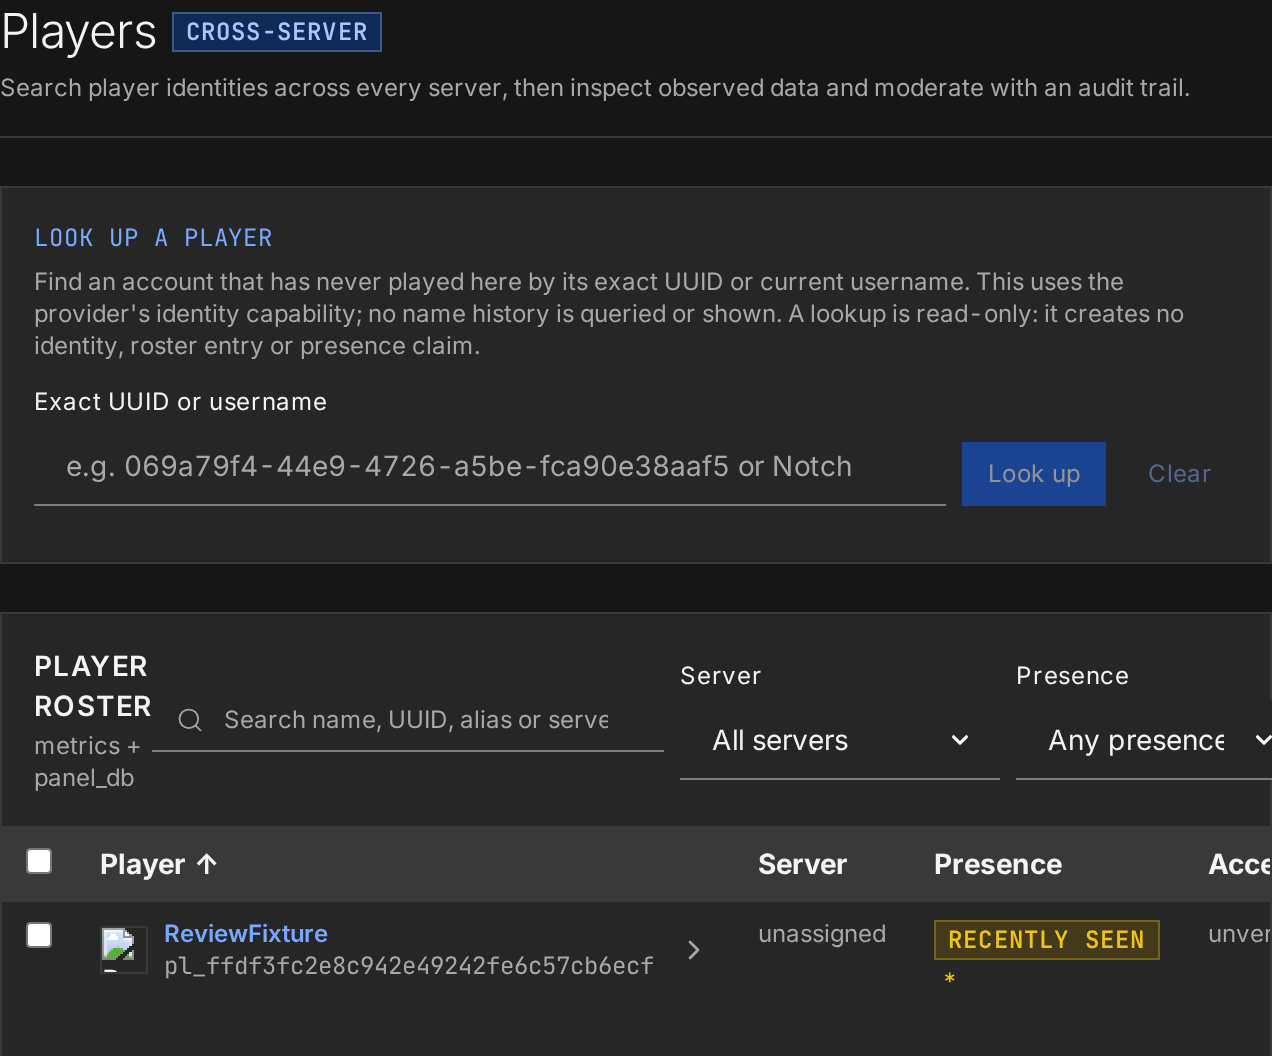 Players CROSS-SERVER
Search player identities across every server, then inspect observed data and moderate with an audit trail.
LOOK UP A PLAYER
Find an account that has never played here by its exact UUID or current username. This uses the
provider's identity capability; no name history is queried or shown. A lookup is read-only: it creates no
identity, roster entry or presence claim.
Exact UUID or username
e.g. 069a79f4-44e9-4726-a5be-fca90e38aaf5 or Notch
Look up
Clear
PLAYER
ROSTER
metrics +
panel_db
Search name, UUID, alias or serve
Server
All servers
Presence
Any presence
Player ↑ Server Presence Acce
ReviewFixture unassigned RECENTLY SEEN unver
pl_ffdf3fc2e8c942e49242fe6c57cb6ecf
*